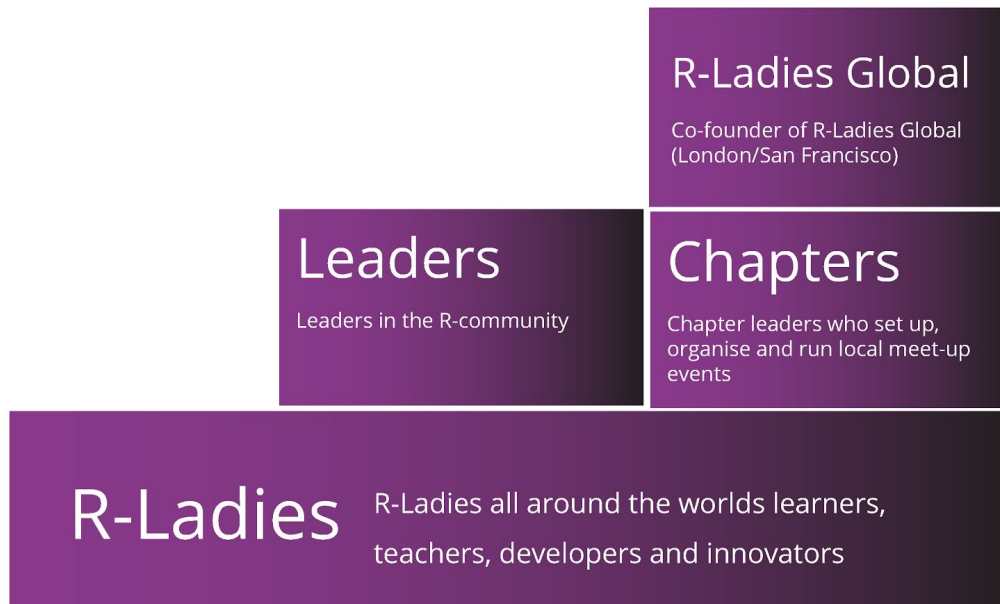 R-Ladies Global
Co-founder of R-Ladies Global
(London/San Francisco)
Leaders
Leaders in the R-community
Chapters
Chapter leaders who set up,
organise and run local meet-up
events
R-Ladies
R-Ladies all around the worlds learners,
teachers, developers and innovators